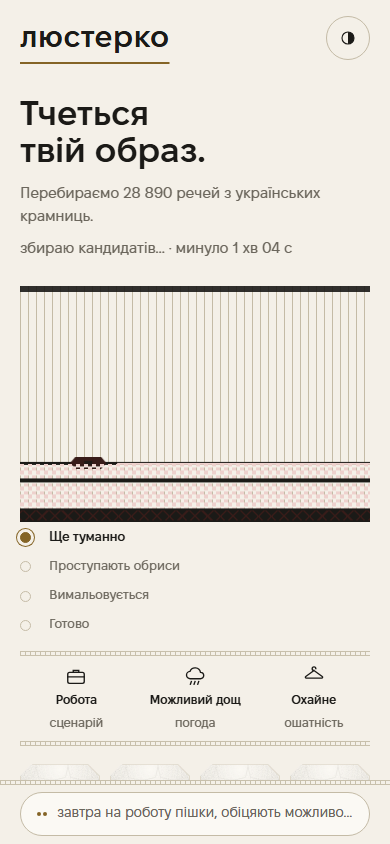 люстерко
Тчеться
твій образ.
Перебираємо 28 890 речей з українських
крамниць.
збираю кандидатів... · минуло 1 хв 04 с
Ще туманно
Проступають обриси
Вимальовується
Готово
Робота
Можливий дощ
Охайне
сценарій
погода
ошатність
завтра на роботу пішки, обіцяють можливо...